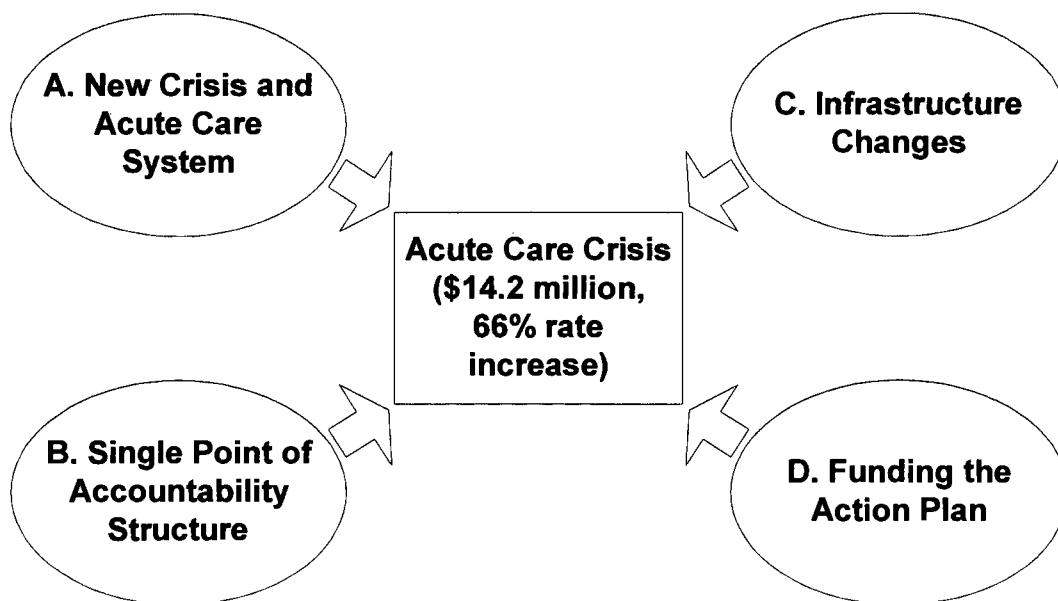 A. New Crisis and
Acute Care
System
C. Infrastructure
Changes
Acute Care Crisis
($14.2 million,
66% rate
increase)
B. Single Point of
Accountability
Structure
D. Funding the
Action Plan